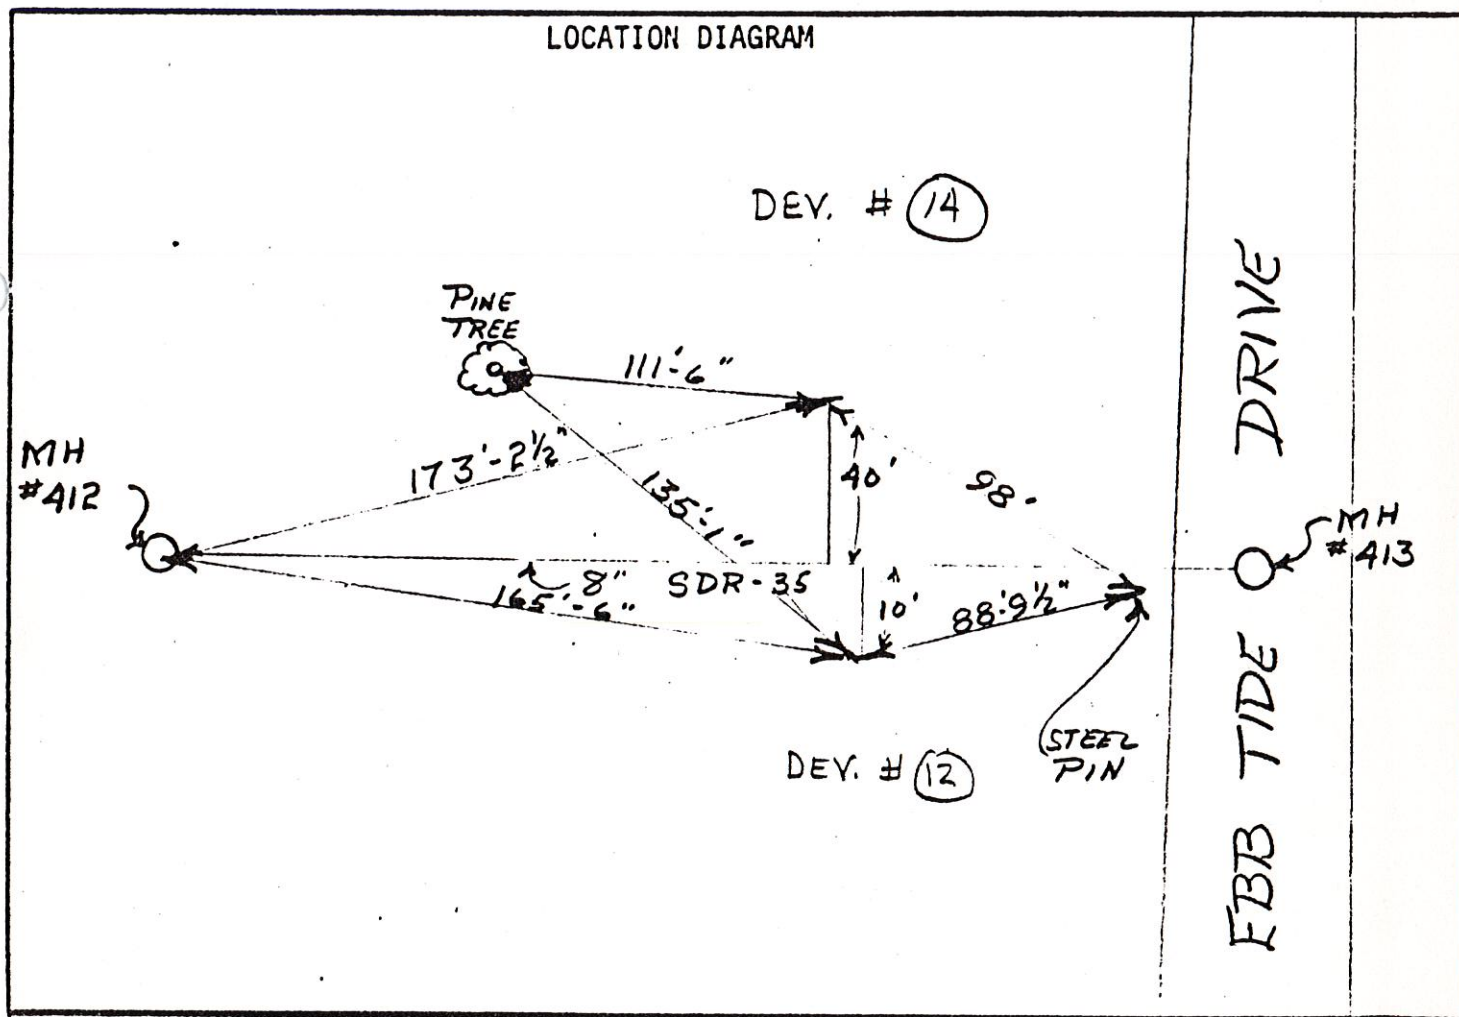 LOCATION DIAGRAM
DEV. # 14
PINE
TREE
111'-6"
MH
#412
173'-2½"
135'-1"
40'
98'
MH
#413
8" SDR-35
165'-6"
10'
88'-9½"
STEEL
PIN
DEV. # 12
EBB TIDE DRIVE